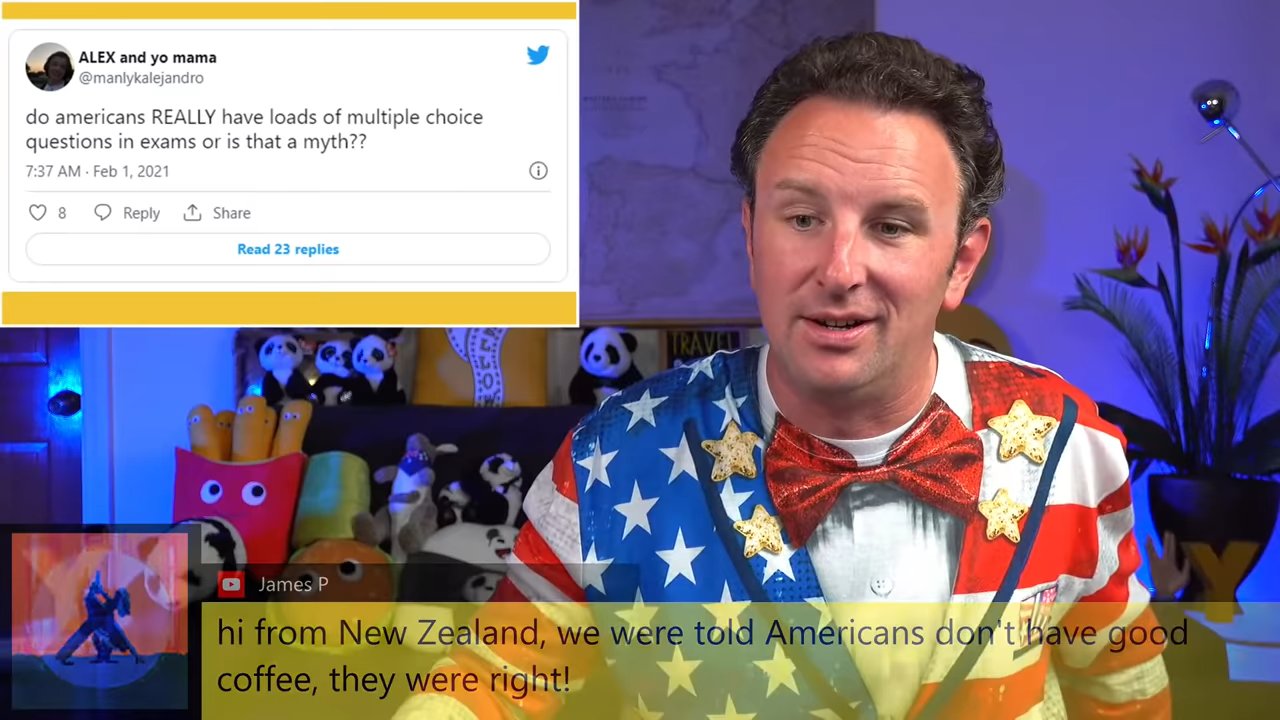 ALEX and yo mama
@manlykalejandro
do americans REALLY have loads of multiple choice
questions in exams or is that a myth??
7:37 AM · Feb 1, 2021
8 Reply Share
Read 23 replies
TRAVEL
James P
hi from New Zealand, we were told Americans don't have good
coffee, they were right!